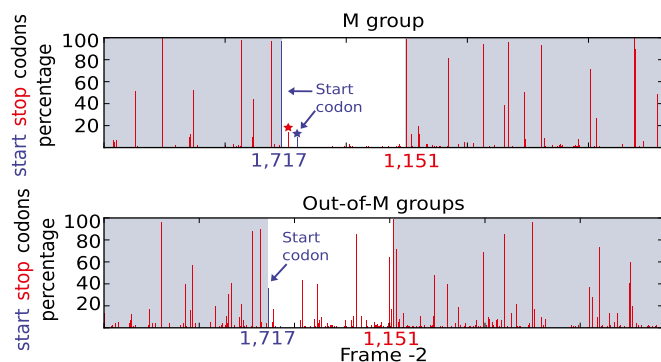 M group
start stop codons
percentage
100
80
60
40
20
Start
codon
1,717
1,151
Out-of-M groups
start stop codons
percentage
100
80
60
40
20
Start
codon
1,717
1,151
Frame -2